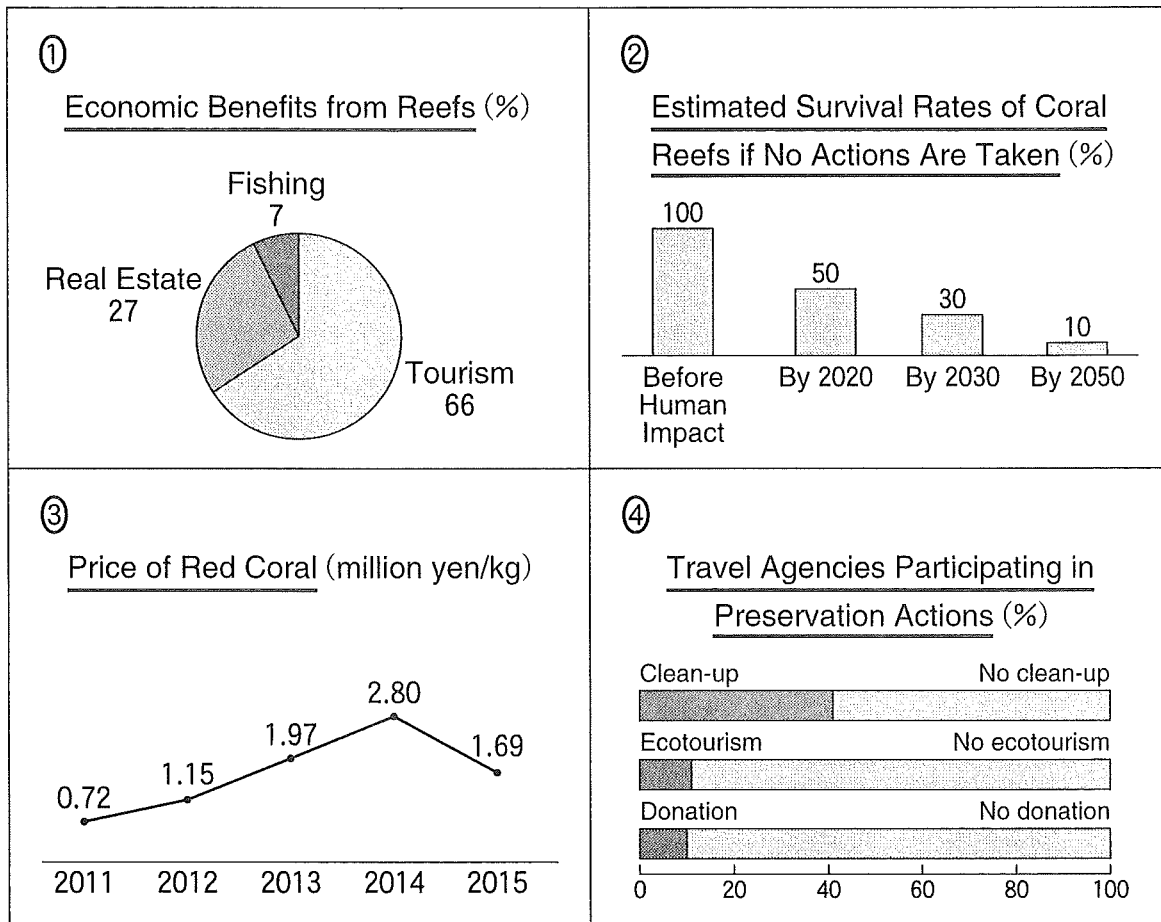 ①
Economic Benefits from Reefs (%)
Fishing
7
Real Estate
27
Tourism
66
②
Estimated Survival Rates of Coral
Reefs if No Actions Are Taken (%)
100
50
30
10
Before
Human
Impact
By 2020
By 2030
By 2050
③
Price of Red Coral (million yen/kg)
0.72
1.15
1.97
2.80
1.69
2011 2012 2013 2014 2015
④
Travel Agencies Participating in
Preservation Actions (%)
Clean-up No clean-up
Ecotourism No ecotourism
Donation No donation
0 20 40 60 80 100